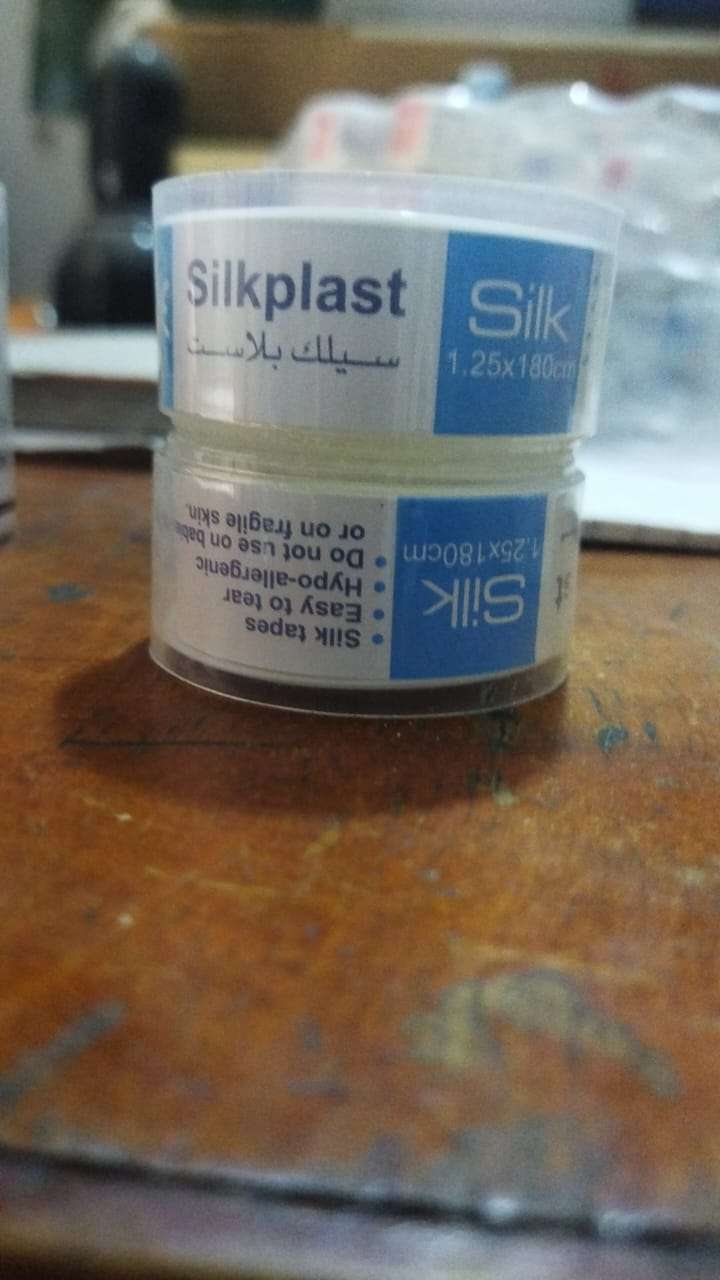 Silkplast
سيلك بلاست
Silk
1.25x180cm
Silk
1.25x180cm
• Silk tapes
• Easy to tear
• Hypo-allergenic
• Do not use on
or on fragile skin.